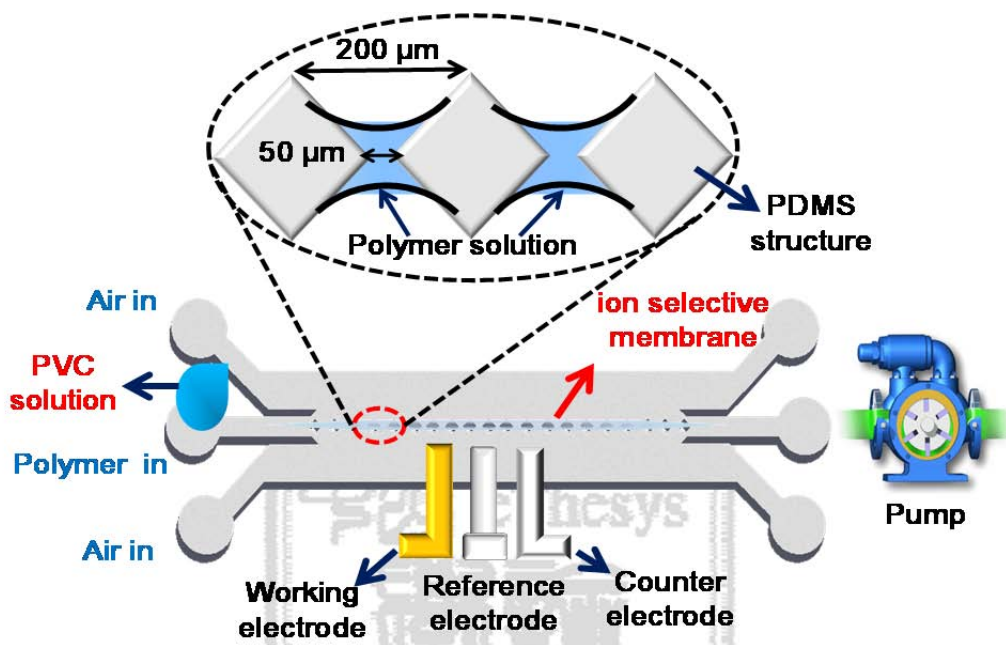 200 µm
50 µm
Polymer solution
PDMS
structure
Air in
ion selective
membrane
PVC
solution
Polymer in
Air in
Pump
Working
electrode
Reference
electrode
Counter
electrode